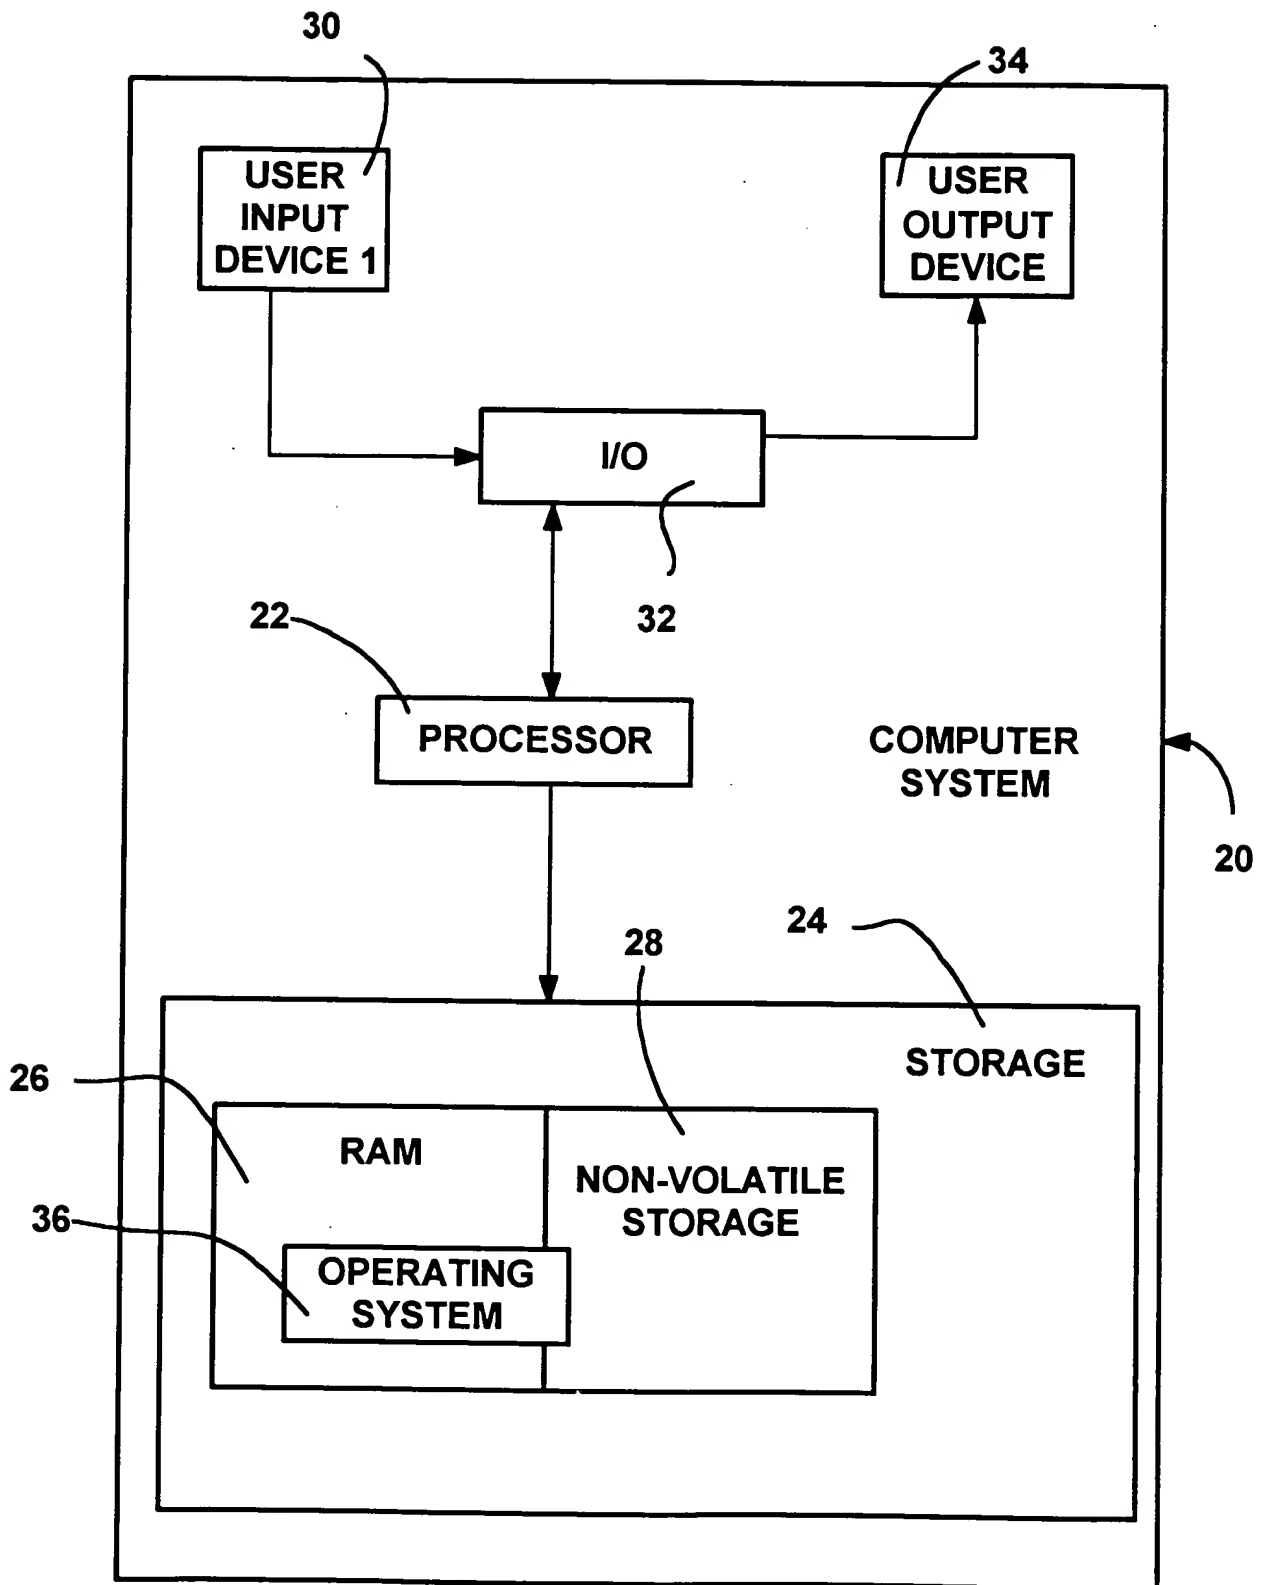 30
34
USER
INPUT
DEVICE 1
USER
OUTPUT
DEVICE
I/O
32
22
PROCESSOR
COMPUTER
SYSTEM
20
24
28
STORAGE
26
RAM
NON-VOLATILE
STORAGE
36
OPERATING
SYSTEM